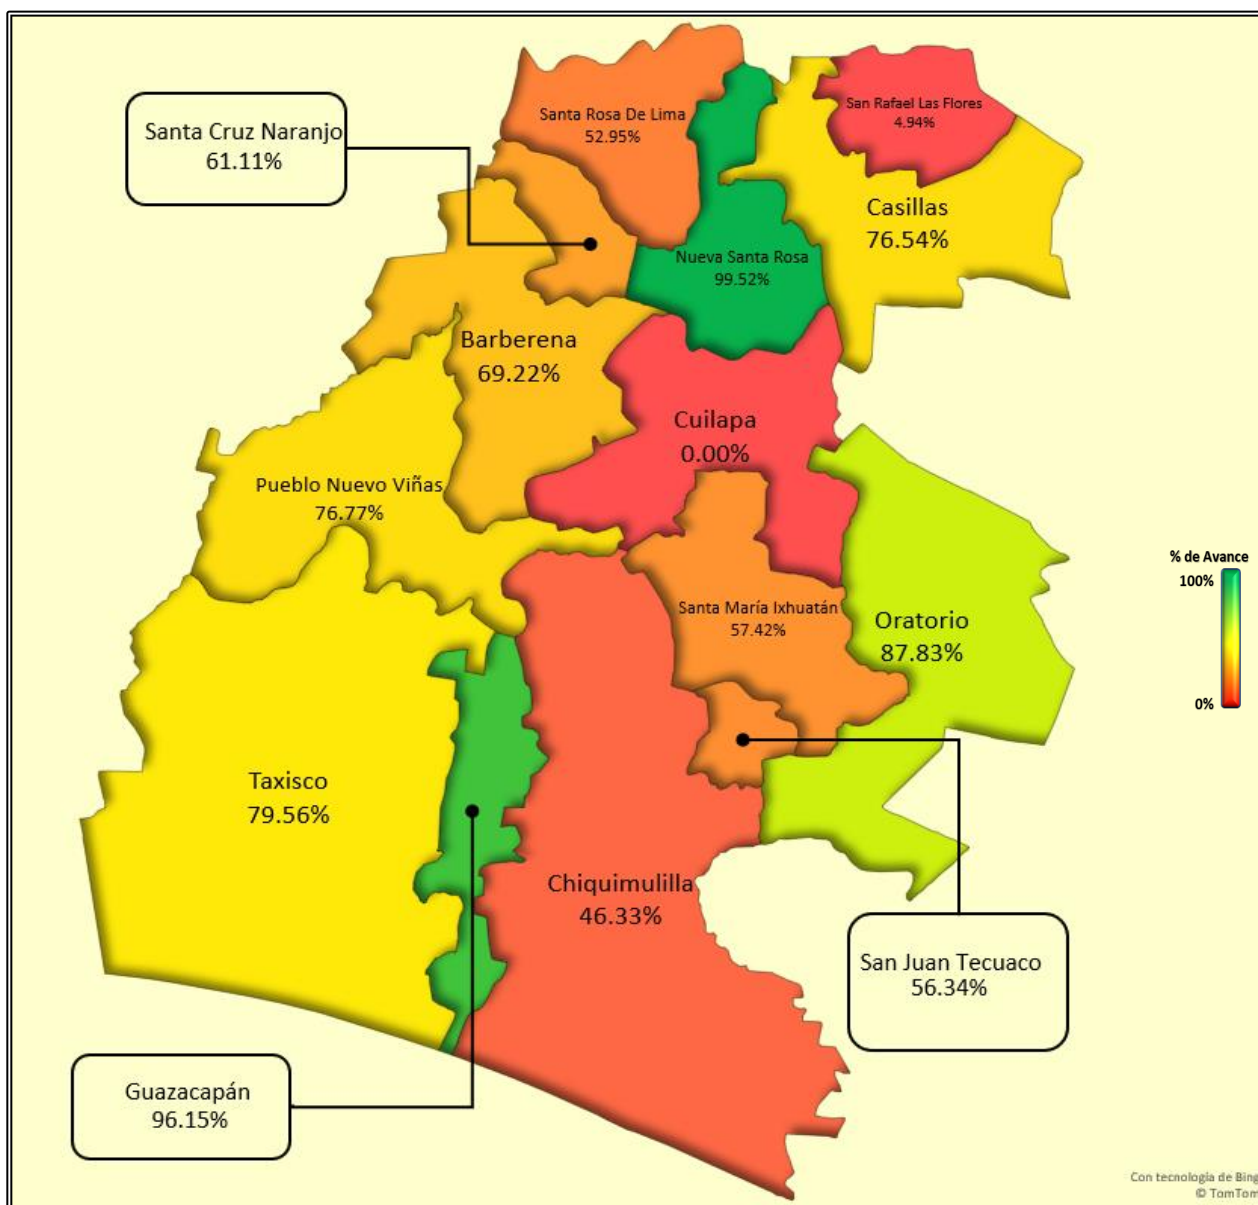 Santa Rosa De Lima
52.95%
San Rafael Las Flores
4.94%
Santa Cruz Naranjo
61.11%
Casillas
76.54%
Nueva Santa Rosa
99.52%
Barberena
69.22%
Cuilapa
0.00%
Pueblo Nuevo Viñas
76.77%
% de Avance
100%
0%
Santa María Ixhuatán
57.42%
Oratorio
87.83%
Taxisco
79.56%
Chiquimulilla
46.33%
San Juan Tecuaco
56.34%
Guazacapán
96.15%
Con tecnología de Bing
© TomTom